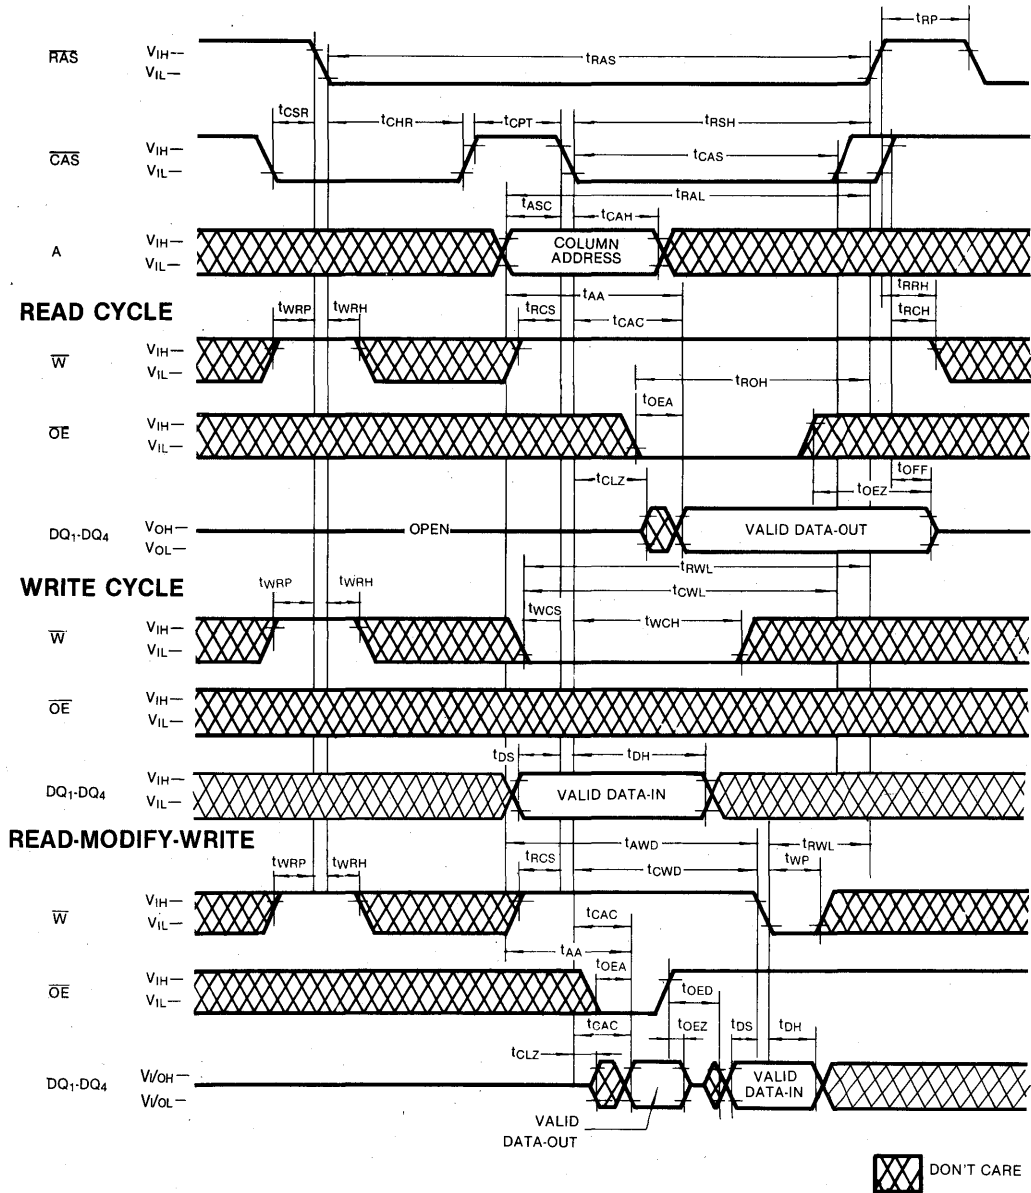 tRP
RAS VIH— VIL— tRAS
tCSR tCHR tCPT tRSH
CAS VIH— VIL— tCAS
tRAL
tASC tCAH
A VIH— VIL— COLUMN ADDRESS
tAA tRRH
READ CYCLE tWRP tWRH tRCS tCAC tRCH
W VIH— VIL—
tROH
tOEA
OE VIH— VIL—
tCLZ tOFF
tOEZ
DQ1-DQ4 VOH— VOL— OPEN VALID DATA-OUT
tRWL
WRITE CYCLE tWRP tWRH tCWL
tWCS tWCH
W VIH— VIL—
OE VIH— VIL—
tDS tDH
DQ1-DQ4 VIH— VIL— VALID DATA-IN
READ-MODIFY-WRITE tAWD tRWL
tWRP tWRH tRCS tCWD tWP
W VIH— VIL—
tCAC
tAA
OE VIH— VIL— tOEA tOED
tCAC tOEZ tDS tDH
tCLZ
DQ1-DQ4 VI/OH— VI/OL— VALID DATA-IN
VALID DATA-OUT
DON'T CARE